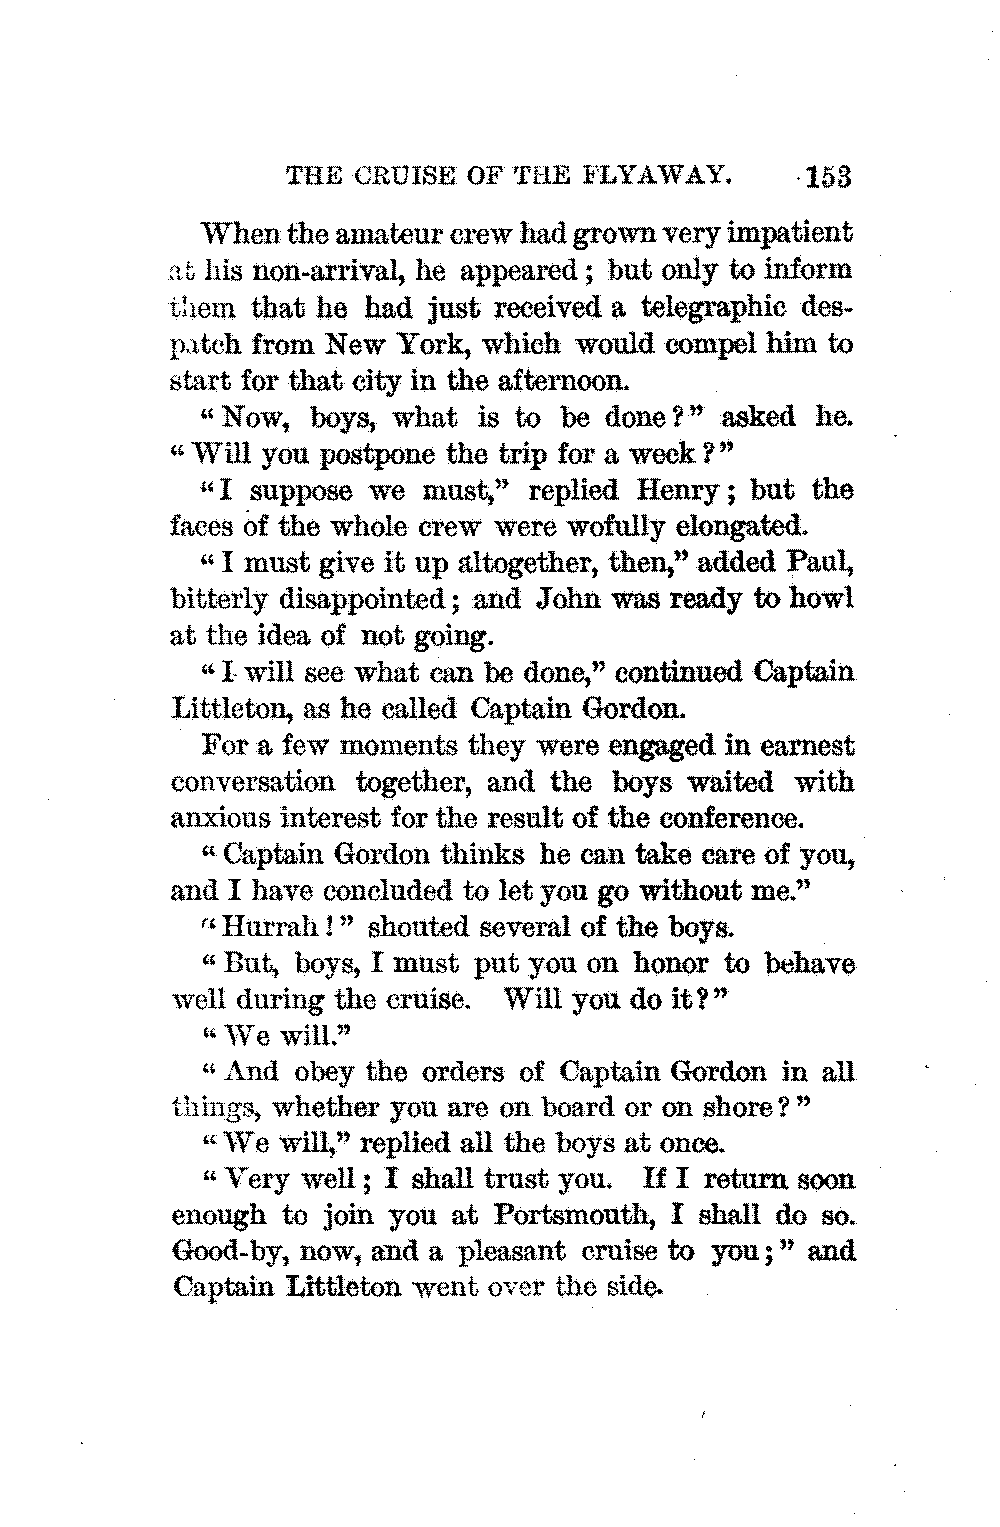 THE CRUISE OF THE FLYAWAY. 153
When the amateur crew had grown very impatient
at his non-arrival, he appeared; but only to inform
them that he had just received a telegraphic des-
patch from New York, which would compel him to
start for that city in the afternoon.
"Now, boys, what is to be done?" asked he.
"Will you postpone the trip for a week?"
"I suppose we must," replied Henry; but the
faces of the whole crew were wofully elongated.
"I must give it up altogether, then," added Paul,
bitterly disappointed; and John was ready to howl
at the idea of not going.
"I will see what can be done," continued Captain
Littleton, as he called Captain Gordon.
For a few moments they were engaged in earnest
conversation together, and the boys waited with
anxious interest for the result of the conference.
"Captain Gordon thinks he can take care of you,
and I have concluded to let you go without me."
"Hurrah!" shouted several of the boys.
"But, boys, I must put you on honor to behave
well during the cruise. Will you do it?"
"We will."
"And obey the orders of Captain Gordon in all
things, whether you are on board or on shore?"
"We will," replied all the boys at once.
"Very well; I shall trust you. If I return soon
enough to join you at Portsmouth, I shall do so.
Good-by, now, and a pleasant cruise to you;" and
Captain Littleton went over the side.